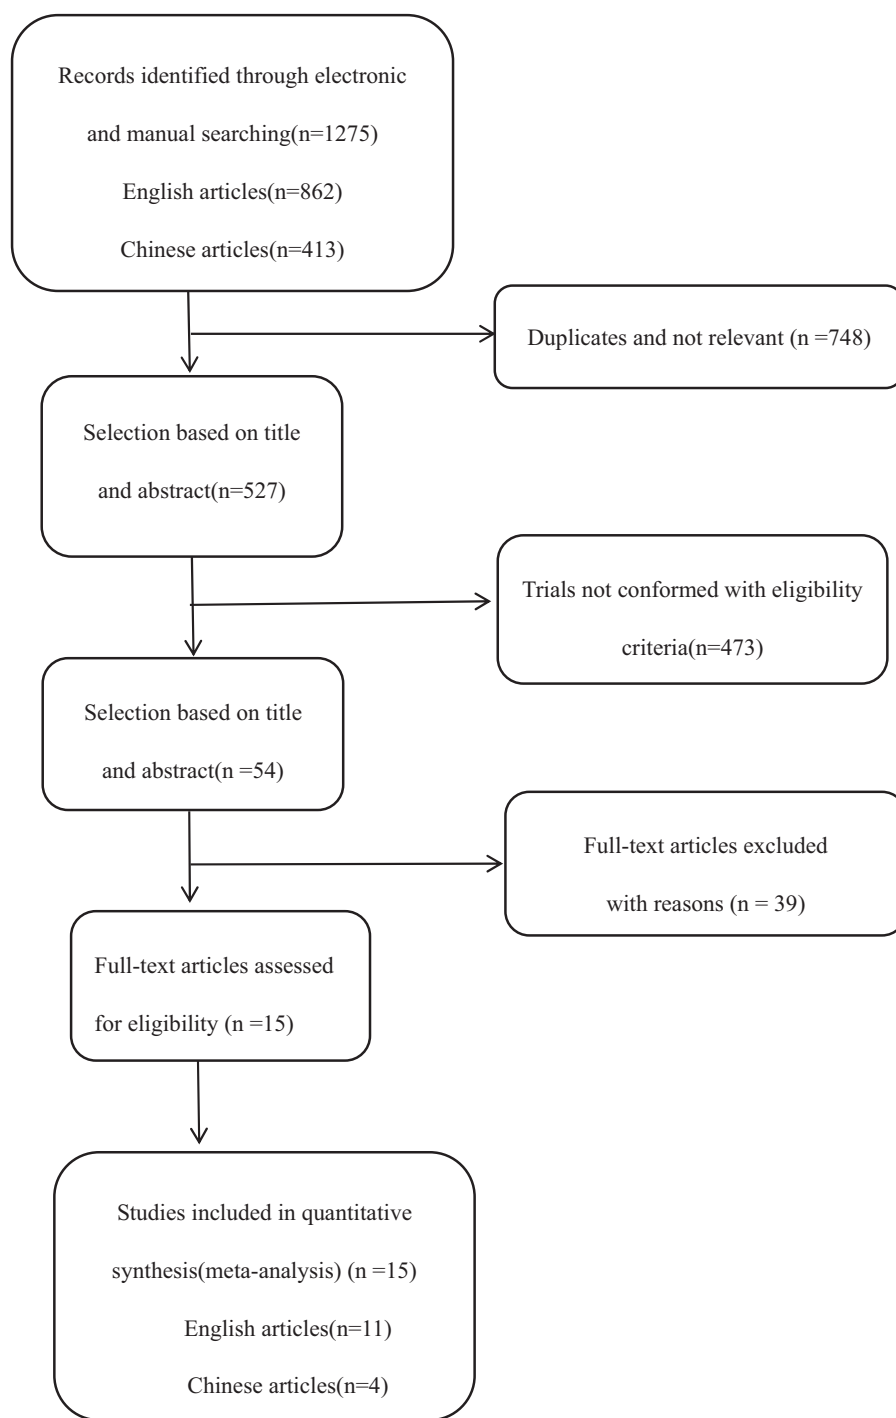 Records identified through electronic
and manual searching(n=1275)
English articles(n=862)
Chinese articles(n=413)
Duplicates and not relevant (n =748)
Selection based on title
and abstract(n=527)
Trials not conformed with eligibility
criteria(n=473)
Selection based on title
and abstract(n =54)
Full-text articles excluded
with reasons (n = 39)
Full-text articles assessed
for eligibility (n =15)
Studies included in quantitative
synthesis(meta-analysis) (n =15)
English articles(n=11)
Chinese articles(n=4)